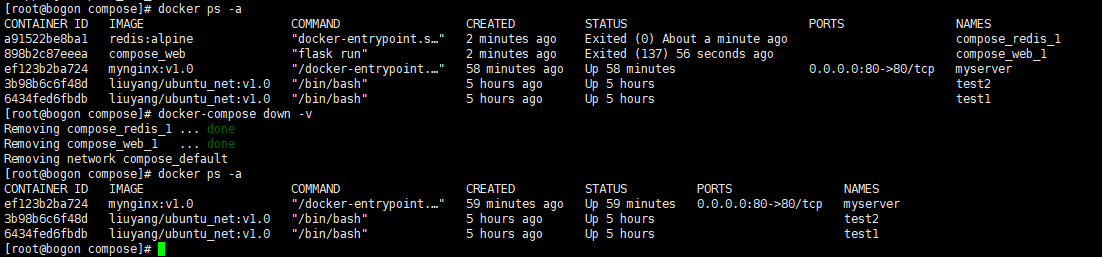 [root@bogon compose]# docker ps -a
CONTAINER ID   IMAGE                     COMMAND                  CREATED          STATUS                            PORTS                NAMES
a91522be8ba1   redis:alpine              "docker-entrypoint.s…"   2 minutes ago    Exited (0) About a minute ago                          compose_redis_1
898b2c87eeea   compose_web               "flask run"              2 minutes ago    Exited (137) 56 seconds ago                            compose_web_1
ef123b2ba724   mynginx:v1.0              "/docker-entrypoint.…"   58 minutes ago   Up 58 minutes                     0.0.0.0:80->80/tcp   myserver
3b98b6c6f48d   liuyang/ubuntu_net:v1.0   "/bin/bash"              5 hours ago      Up 5 hours                                             test2
6434fed6fbdb   liuyang/ubuntu_net:v1.0   "/bin/bash"              5 hours ago      Up 5 hours                                             test1
[root@bogon compose]# docker-compose down -v
Removing compose_redis_1 ... done
Removing compose_web_1   ... done
Removing network compose_default
[root@bogon compose]# docker ps -a
CONTAINER ID   IMAGE                     COMMAND                  CREATED          STATUS          PORTS                NAMES
ef123b2ba724   mynginx:v1.0              "/docker-entrypoint.…"   59 minutes ago   Up 59 minutes   0.0.0.0:80->80/tcp   myserver
3b98b6c6f48d   liuyang/ubuntu_net:v1.0   "/bin/bash"              5 hours ago      Up 5 hours                           test2
6434fed6fbdb   liuyang/ubuntu_net:v1.0   "/bin/bash"              5 hours ago      Up 5 hours                           test1
[root@bogon compose]#